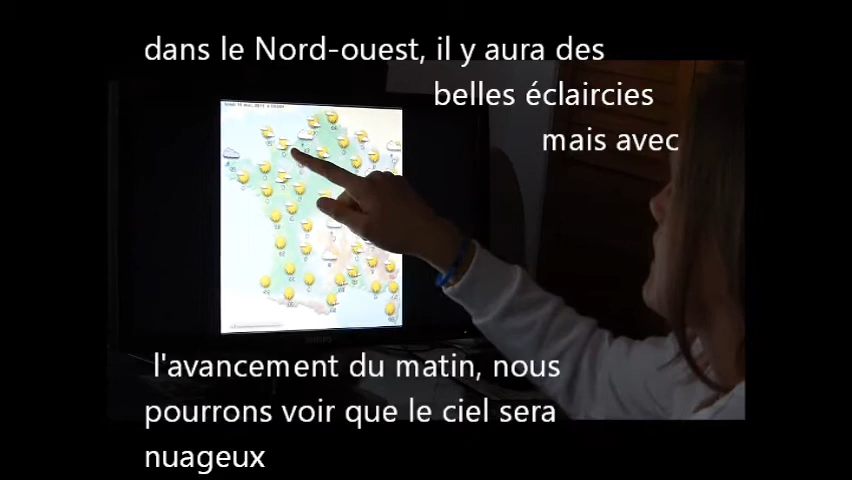 dans le Nord-ouest, il y aura des
belles éclaircies
mais avec
l'avancement du matin, nous
pourrons voir que le ciel sera
nuageux